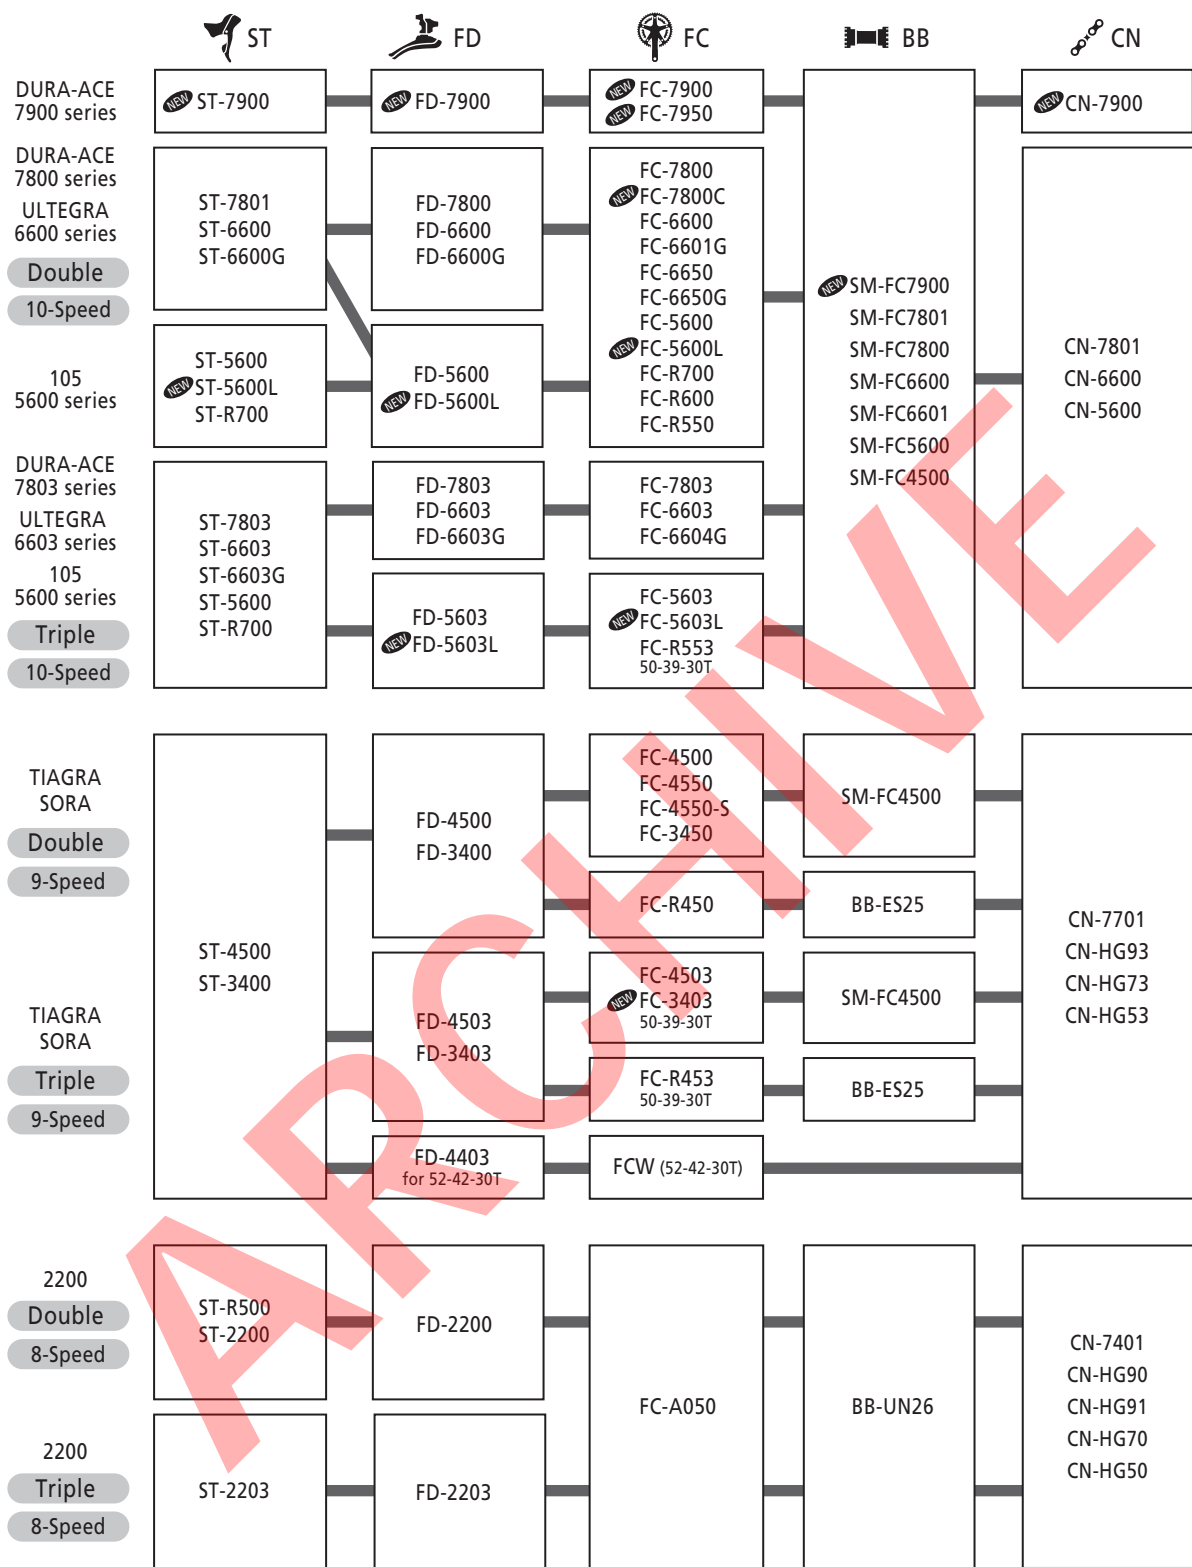 ST
FD
FC
BB
CN
DURA-ACE
7900 series
NEW ST-7900
NEW FD-7900
NEW FC-7900
NEW FC-7950
NEW CN-7900
DURA-ACE
7800 series
ULTEGRA
6600 series
Double
10-Speed
ST-7801
ST-6600
ST-6600G
FD-7800
FD-6600
FD-6600G
FC-7800
NEW FC-7800C
FC-6600
FC-6601G
FC-6650
FC-6650G
FC-5600
NEW FC-5600L
FC-R700
FC-R600
FC-R550
NEW SM-FC7900
SM-FC7801
SM-FC7800
SM-FC6600
SM-FC6601
SM-FC5600
SM-FC4500
CN-7801
CN-6600
CN-5600
105
5600 series
ST-5600
NEW ST-5600L
ST-R700
FD-5600
NEW FD-5600L
DURA-ACE
7803 series
ULTEGRA
6603 series
105
5600 series
Triple
10-Speed
ST-7803
ST-6603
ST-6603G
ST-5600
ST-R700
FD-7803
FD-6603
FD-6603G
FC-7803
FC-6603
FC-6604G
FD-5603
NEW FD-5603L
FC-5603
NEW FC-5603L
FC-R553
50-39-30T
TIAGRA
SORA
Double
9-Speed
ST-4500
ST-3400
FD-4500
FD-3400
FC-4500
FC-4550
FC-4550-S
FC-3450
SM-FC4500
FC-R450
BB-ES25
CN-7701
CN-HG93
CN-HG73
CN-HG53
TIAGRA
SORA
Triple
9-Speed
FD-4503
FD-3403
FC-4503
NEW FC-3403
50-39-30T
SM-FC4500
FC-R453
50-39-30T
BB-ES25
FD-4403
for 52-42-30T
FCW (52-42-30T)
2200
Double
8-Speed
ST-R500
ST-2200
FD-2200
FC-A050
BB-UN26
CN-7401
CN-HG90
CN-HG91
CN-HG70
CN-HG50
2200
Triple
8-Speed
ST-2203
FD-2203
ARCHIVE